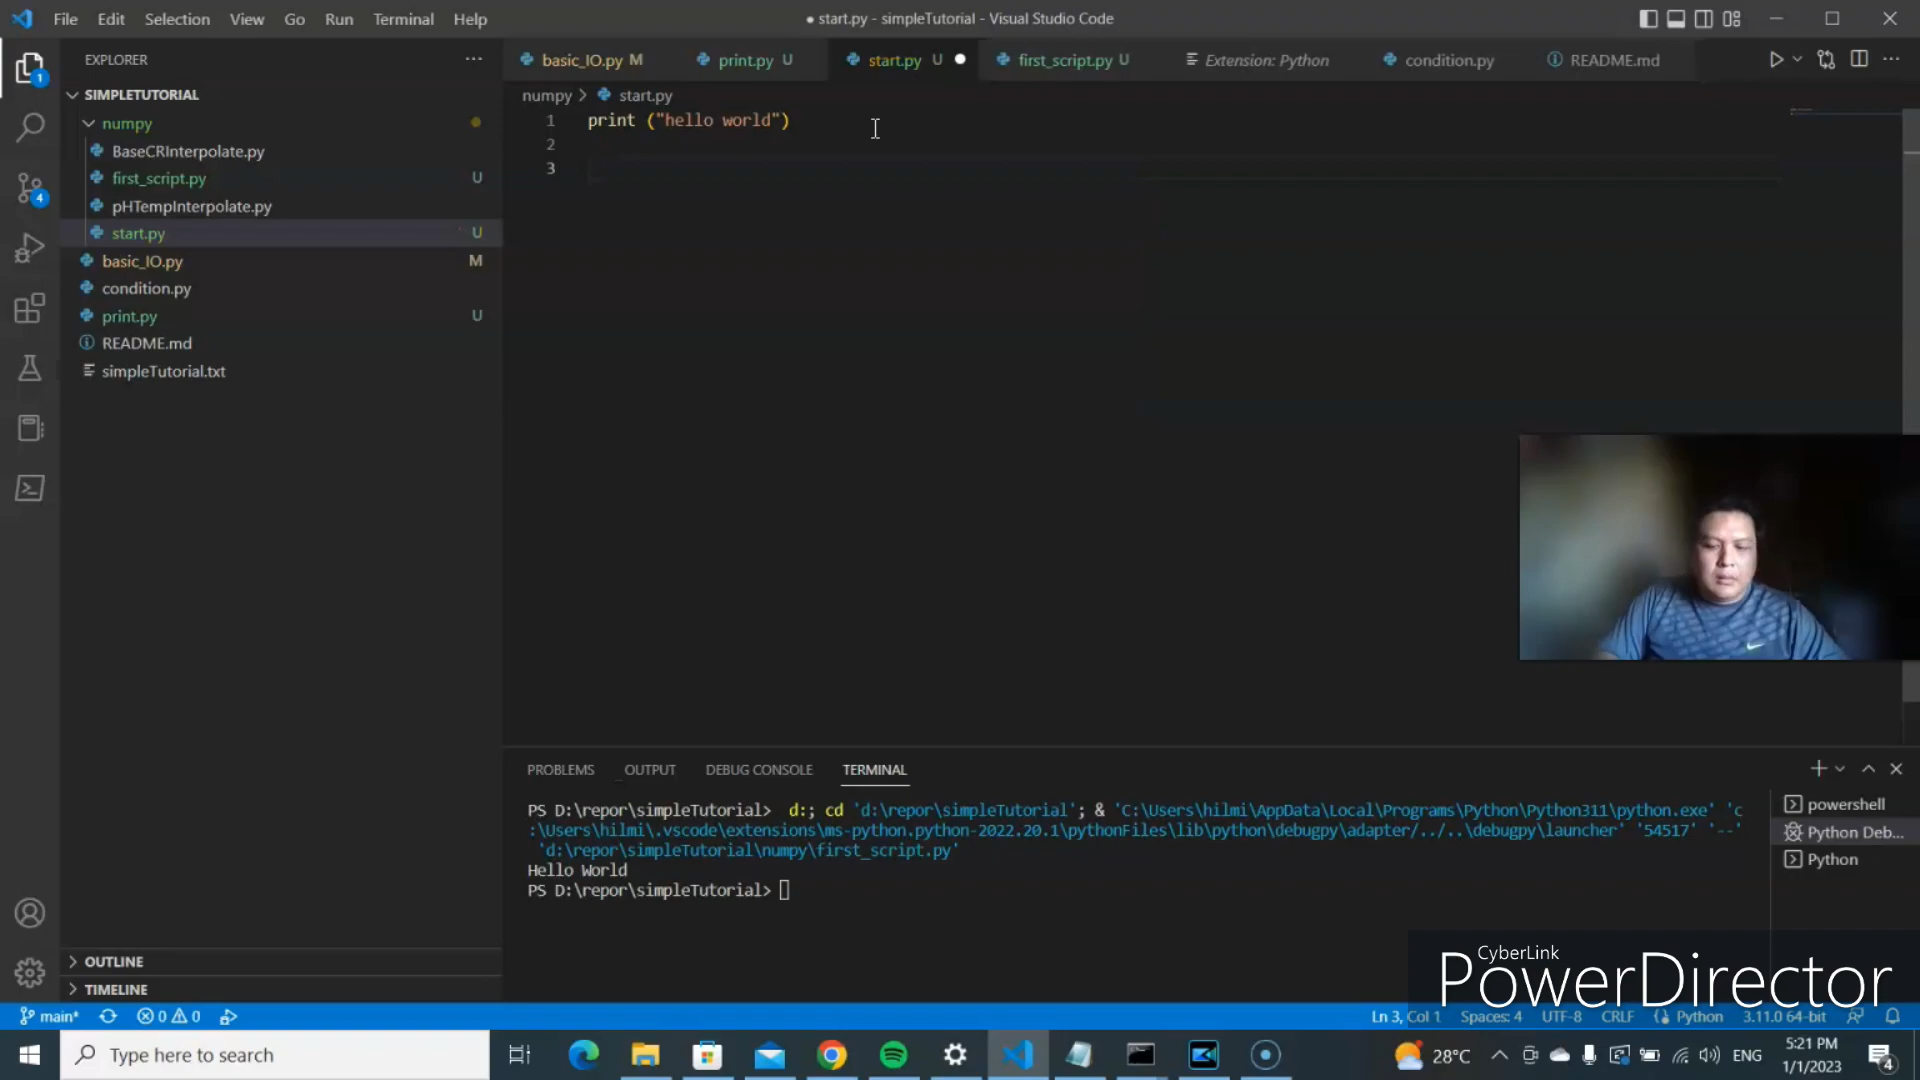 File Edit Selection View Go Run Terminal Help
● start.py - simpleTutorial - Visual Studio Code
EXPLORER
basic_IO.py M print.py U start.py U first_script.py U Extension: Python condition.py README.md
SIMPLETUTORIAL
numpy
BaseCRInterpolate.py
first_script.py U
pHTempInterpolate.py
start.py U
basic_IO.py M
condition.py
print.py U
README.md
simpleTutorial.txt
OUTLINE
TIMELINE
numpy > start.py
1 print ("hello world")
2
3
PROBLEMS OUTPUT DEBUG CONSOLE TERMINAL
PS D:\repor\simpleTutorial>  d:; cd 'd:\repor\simpleTutorial'; & 'C:\Users\hilmi\AppData\Local\Programs\Python\Python311\python.exe' 'c
:\Users\hilmi\.vscode\extensions\ms-python.python-2022.20.1\pythonFiles\lib\python\debugpy\adapter/../..\debugpy\launcher' '54517' '--'
'd:\repor\simpleTutorial\numpy\first_script.py'
Hello World
PS D:\repor\simpleTutorial>
powershell
Python Deb...
Python
CyberLink
PowerDirector
main* 0 0 Ln 3, Col 1 Spaces: 4 UTF-8 CRLF Python 3.11.0 64-bit
Type here to search
28°C ENG 5:21 PM
1/1/2023
1
4
4